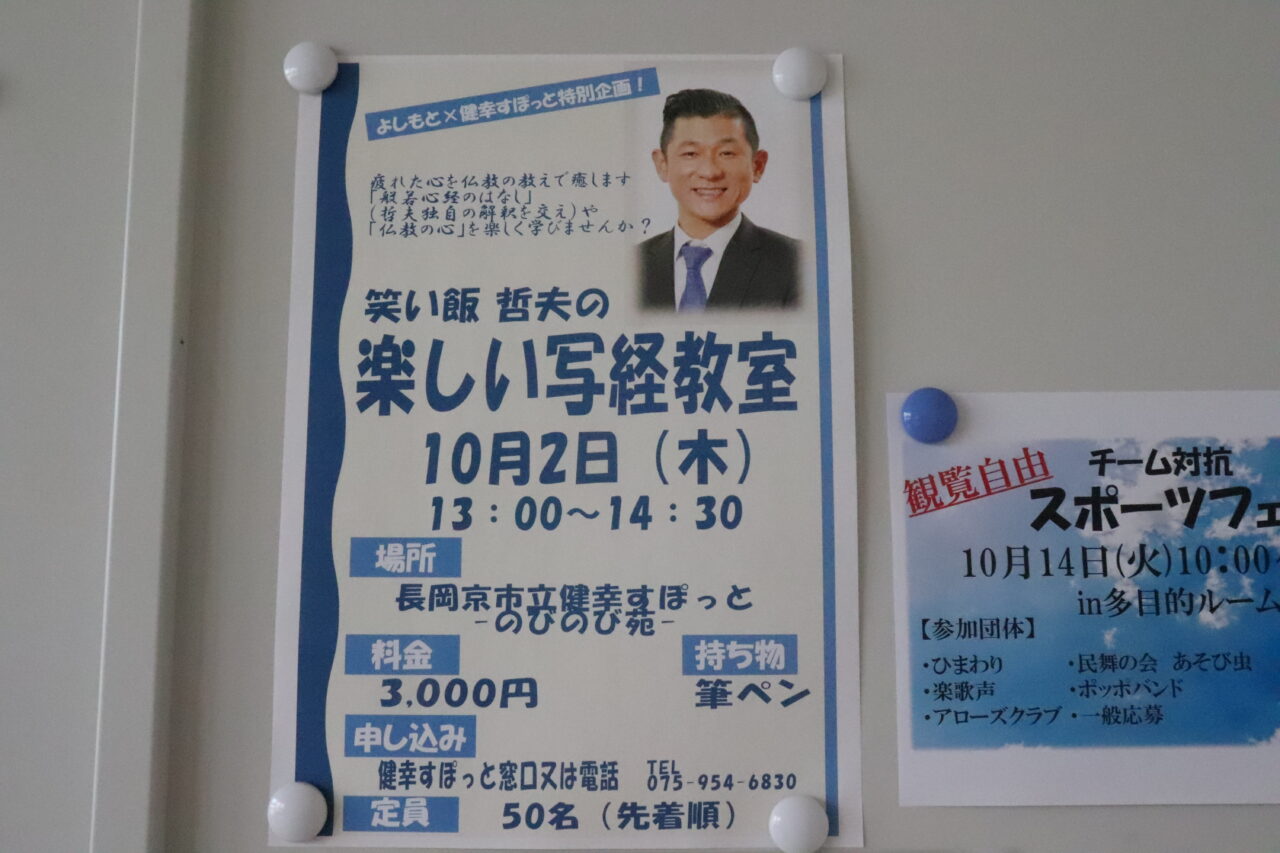 よしもと×健幸すぽっと特別企画！
疲れた心を仏教の教えで癒します
「般若心経のはなし」
(哲夫独自の解釈を交え)や
「仏教の心」を楽しく学びませんか？
笑い飯 哲夫の
楽しい写経教室
10月2日（木）
13：00～14：30
場所
長岡京市立健幸すぽっと
-のびのび苑-
料金
3,000円
持ち物
筆ペン
申し込み
健幸すぽっと窓口又は電話 TEL 075-954-6830
定員 50名（先着順）
観覧自由
チーム対抗
スポーツフェ
10月14日(火)10：00~
in多目的ルーム
【参加団体】
・ひまわり ・民舞の会 あそび虫
・楽歌声 ・ポッポバンド
・アローズクラブ ・一般応募